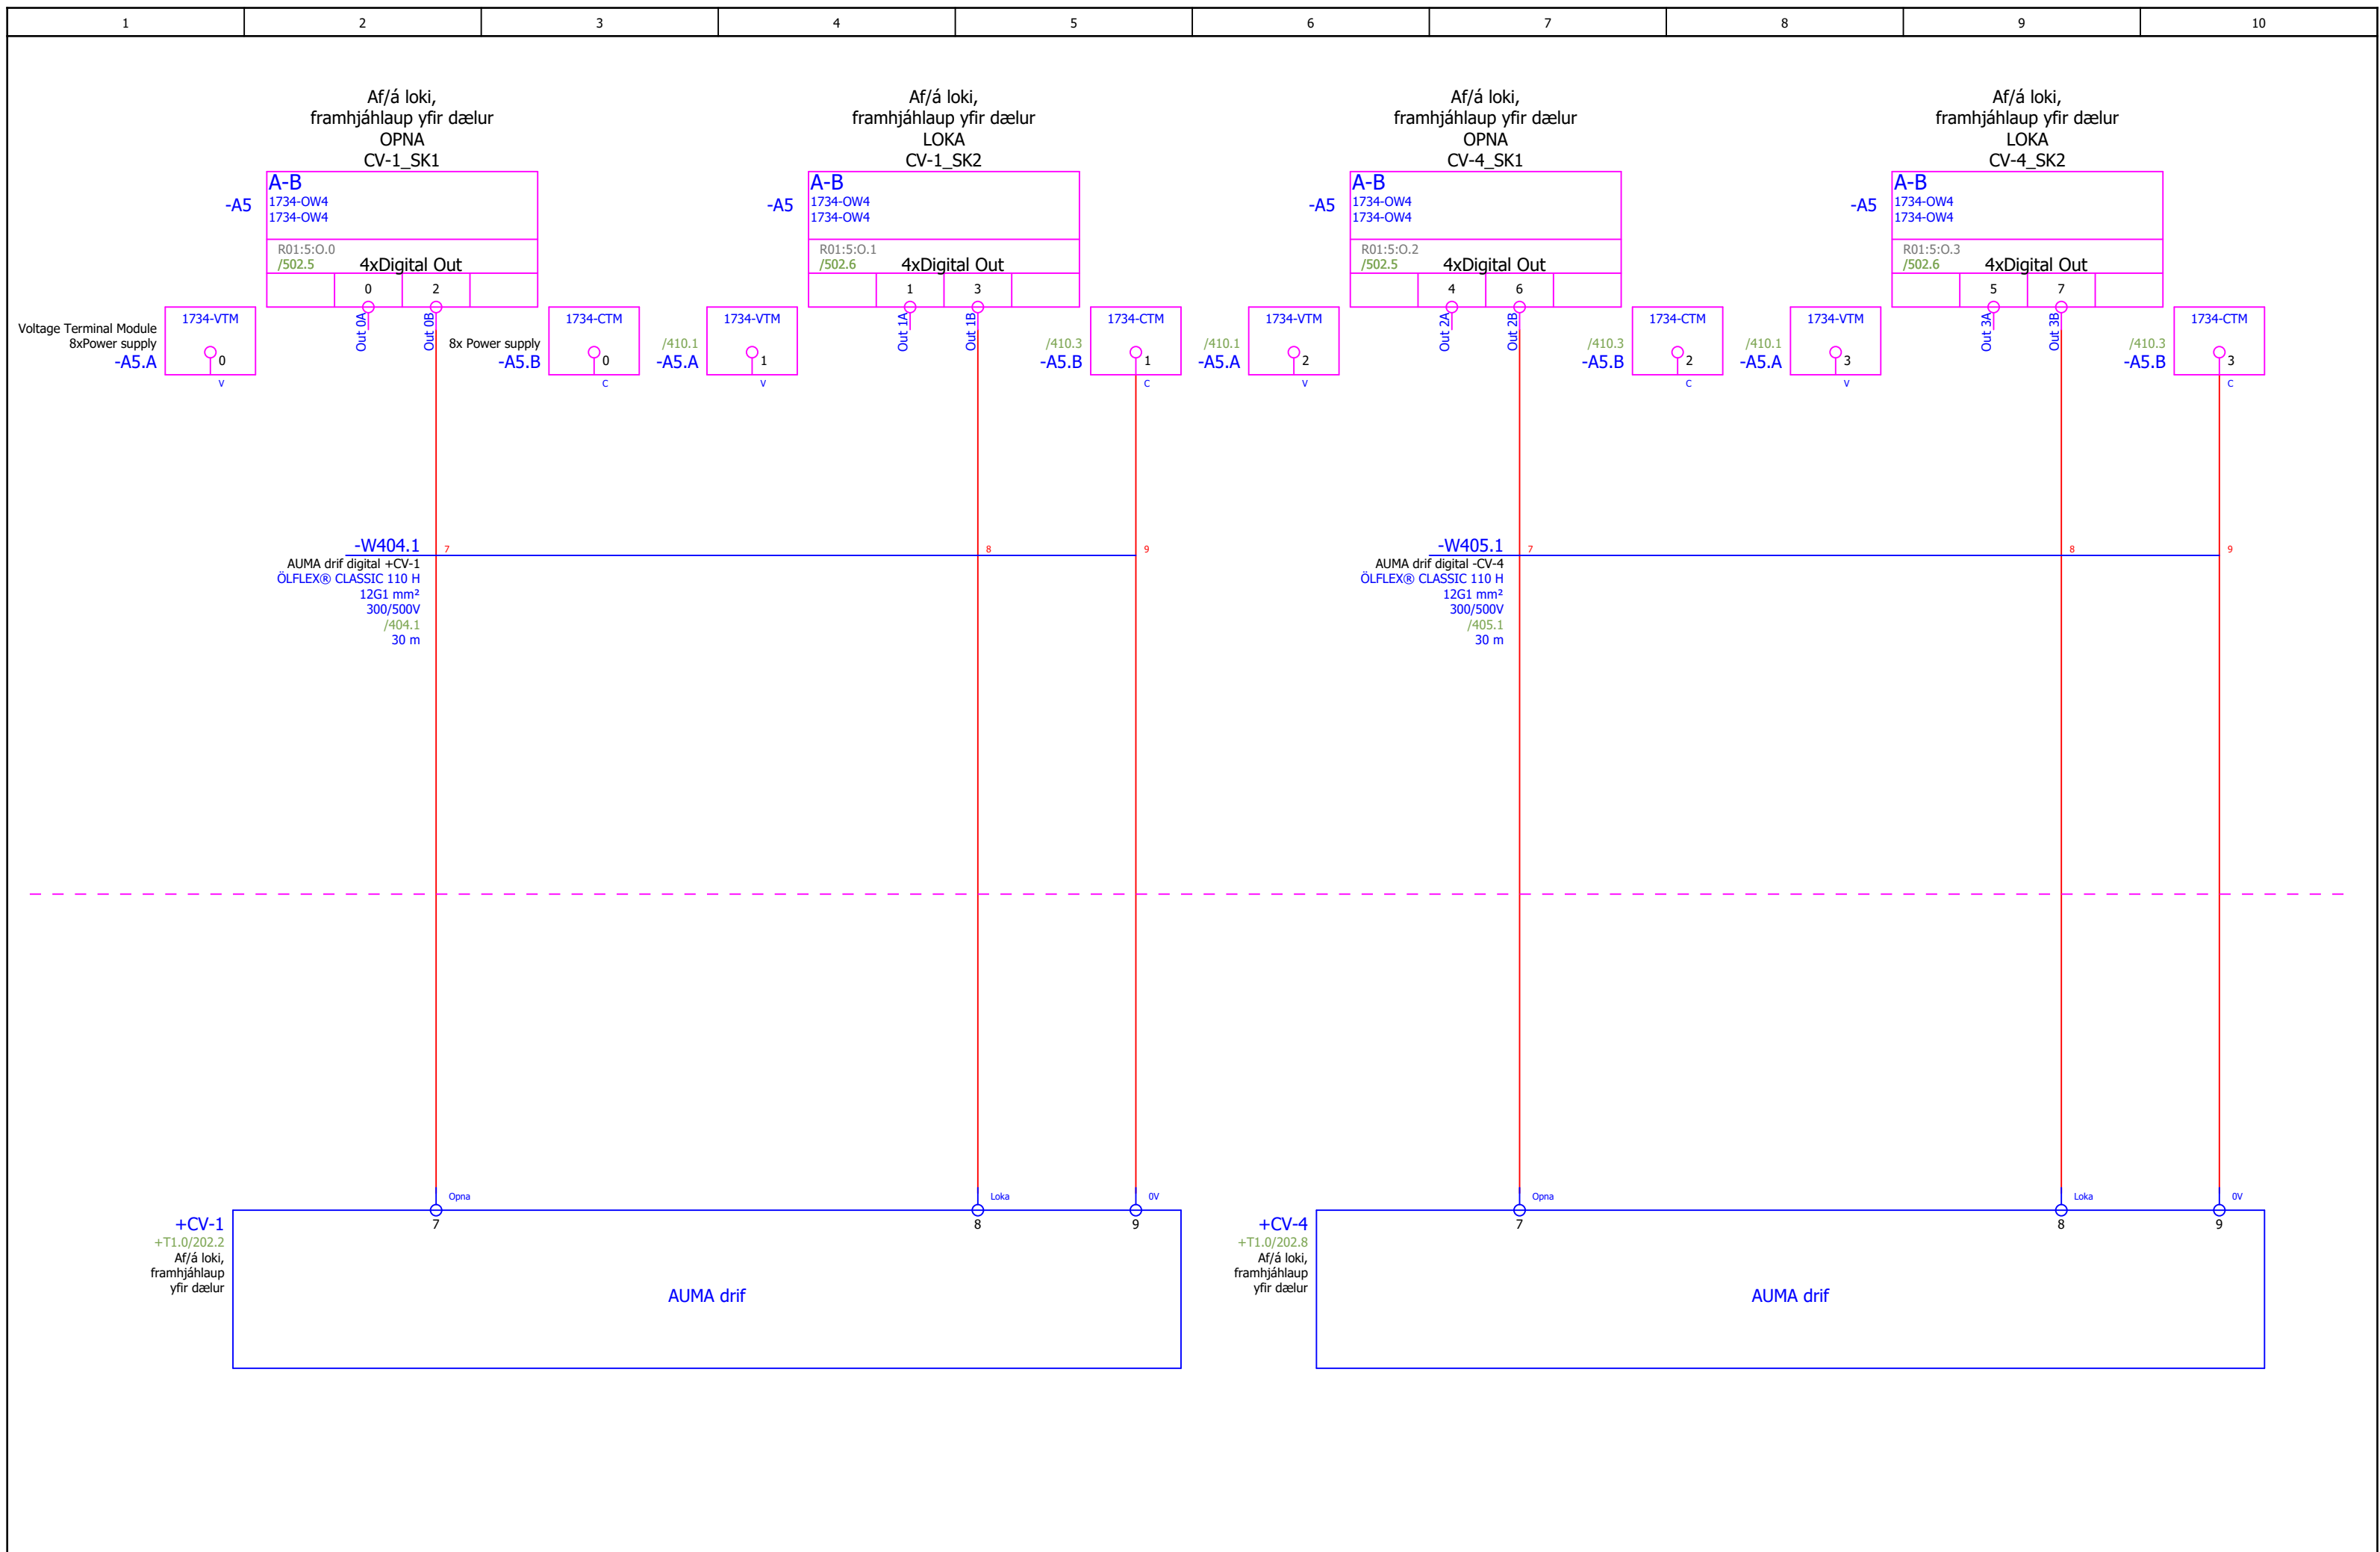 1 2 3 4 5 6 7 8 9 10
Af/á loki,
framhjáhlaup yfir dælur
OPNA
CV-1_SK1
-A5
A-B
1734-OW4
1734-OW4
R01:5:O.0
/502.5
4xDigital Out
0 2
Out 0A
Out 0B
Voltage Terminal Module
8xPower supply
-A5.A
1734-VTM
0
V
8x Power supply
-A5.B
1734-CTM
0
C
Af/á loki,
framhjáhlaup yfir dælur
LOKA
CV-1_SK2
-A5
A-B
1734-OW4
1734-OW4
R01:5:O.1
/502.6
4xDigital Out
1 3
Out 1A
Out 1B
/410.1
-A5.A
1734-VTM
1
V
/410.3
-A5.B
1734-CTM
1
C
Af/á loki,
framhjáhlaup yfir dælur
OPNA
CV-4_SK1
-A5
A-B
1734-OW4
1734-OW4
R01:5:O.2
/502.5
4xDigital Out
4 6
Out 2A
Out 2B
/410.1
-A5.A
1734-VTM
2
V
/410.3
-A5.B
1734-CTM
2
C
Af/á loki,
framhjáhlaup yfir dælur
LOKA
CV-4_SK2
-A5
A-B
1734-OW4
1734-OW4
R01:5:O.3
/502.6
4xDigital Out
5 7
Out 3A
Out 3B
/410.1
-A5.A
1734-VTM
3
V
/410.3
-A5.B
1734-CTM
3
C
-W404.1
AUMA drif digital +CV-1
ÖLFLEX® CLASSIC 110 H
12G1 mm²
300/500V
/404.1
30 m
7 8 9
-W405.1
AUMA drif digital -CV-4
ÖLFLEX® CLASSIC 110 H
12G1 mm²
300/500V
/405.1
30 m
7 8 9
Opna Loka 0V
7 8 9
+CV-1
+T1.0/202.2
Af/á loki,
framhjáhlaup
yfir dælur
AUMA drif
Opna Loka 0V
7 8 9
+CV-4
+T1.0/202.8
Af/á loki,
framhjáhlaup
yfir dælur
AUMA drif